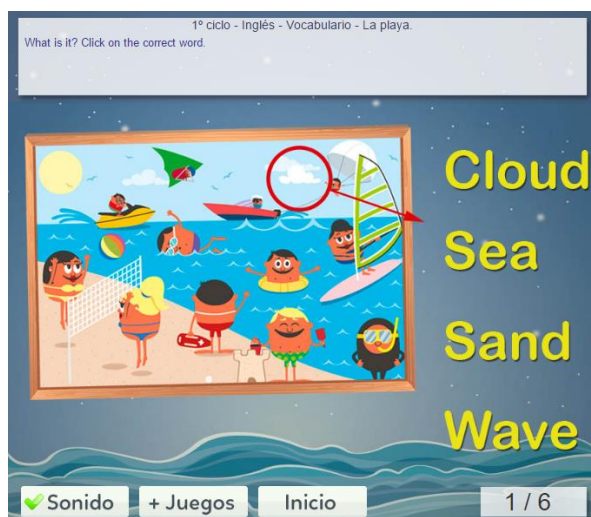 1º ciclo - Inglés - Vocabulario - La playa.
What is it? Click on the correct word.
Cloud
Sea
Sand
Wave
Sonido
+ Juegos
Inicio
1 / 6